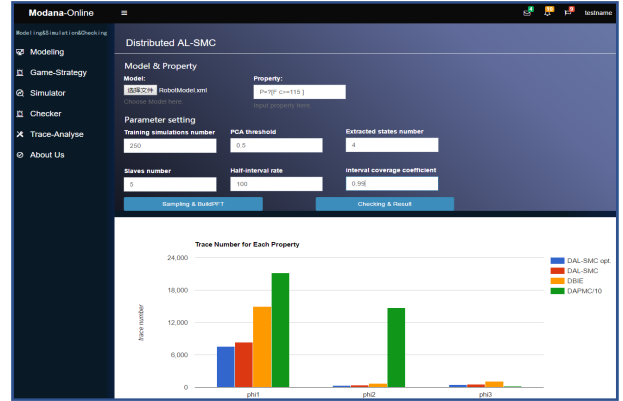 Modana-Online
4
10
9
testname
Modeling&Simulation&Checking
Modeling
Game-Strategy
Simulator
Checker
Trace-Analyse
About Us
Distributed AL-SMC
Model & Property
Model: Property:
选择文件 RobotModel.xml P=?[F c>=115 ]
Choose Model here. Input property here.
Parameter setting
Training simulations number PCA threshold Extracted states number
250 0.5 4
Slaves number Half-interval rate interval coverage coefficient
5 100 0.99
Sampling & BuildPFT Checking & Result
Trace Number for Each Property
24,000
18,000
12,000
6,000
0
trace number
phi1 phi2 phi3
DAL-SMC opt.
DAL-SMC
DBIE
DAPMC/10